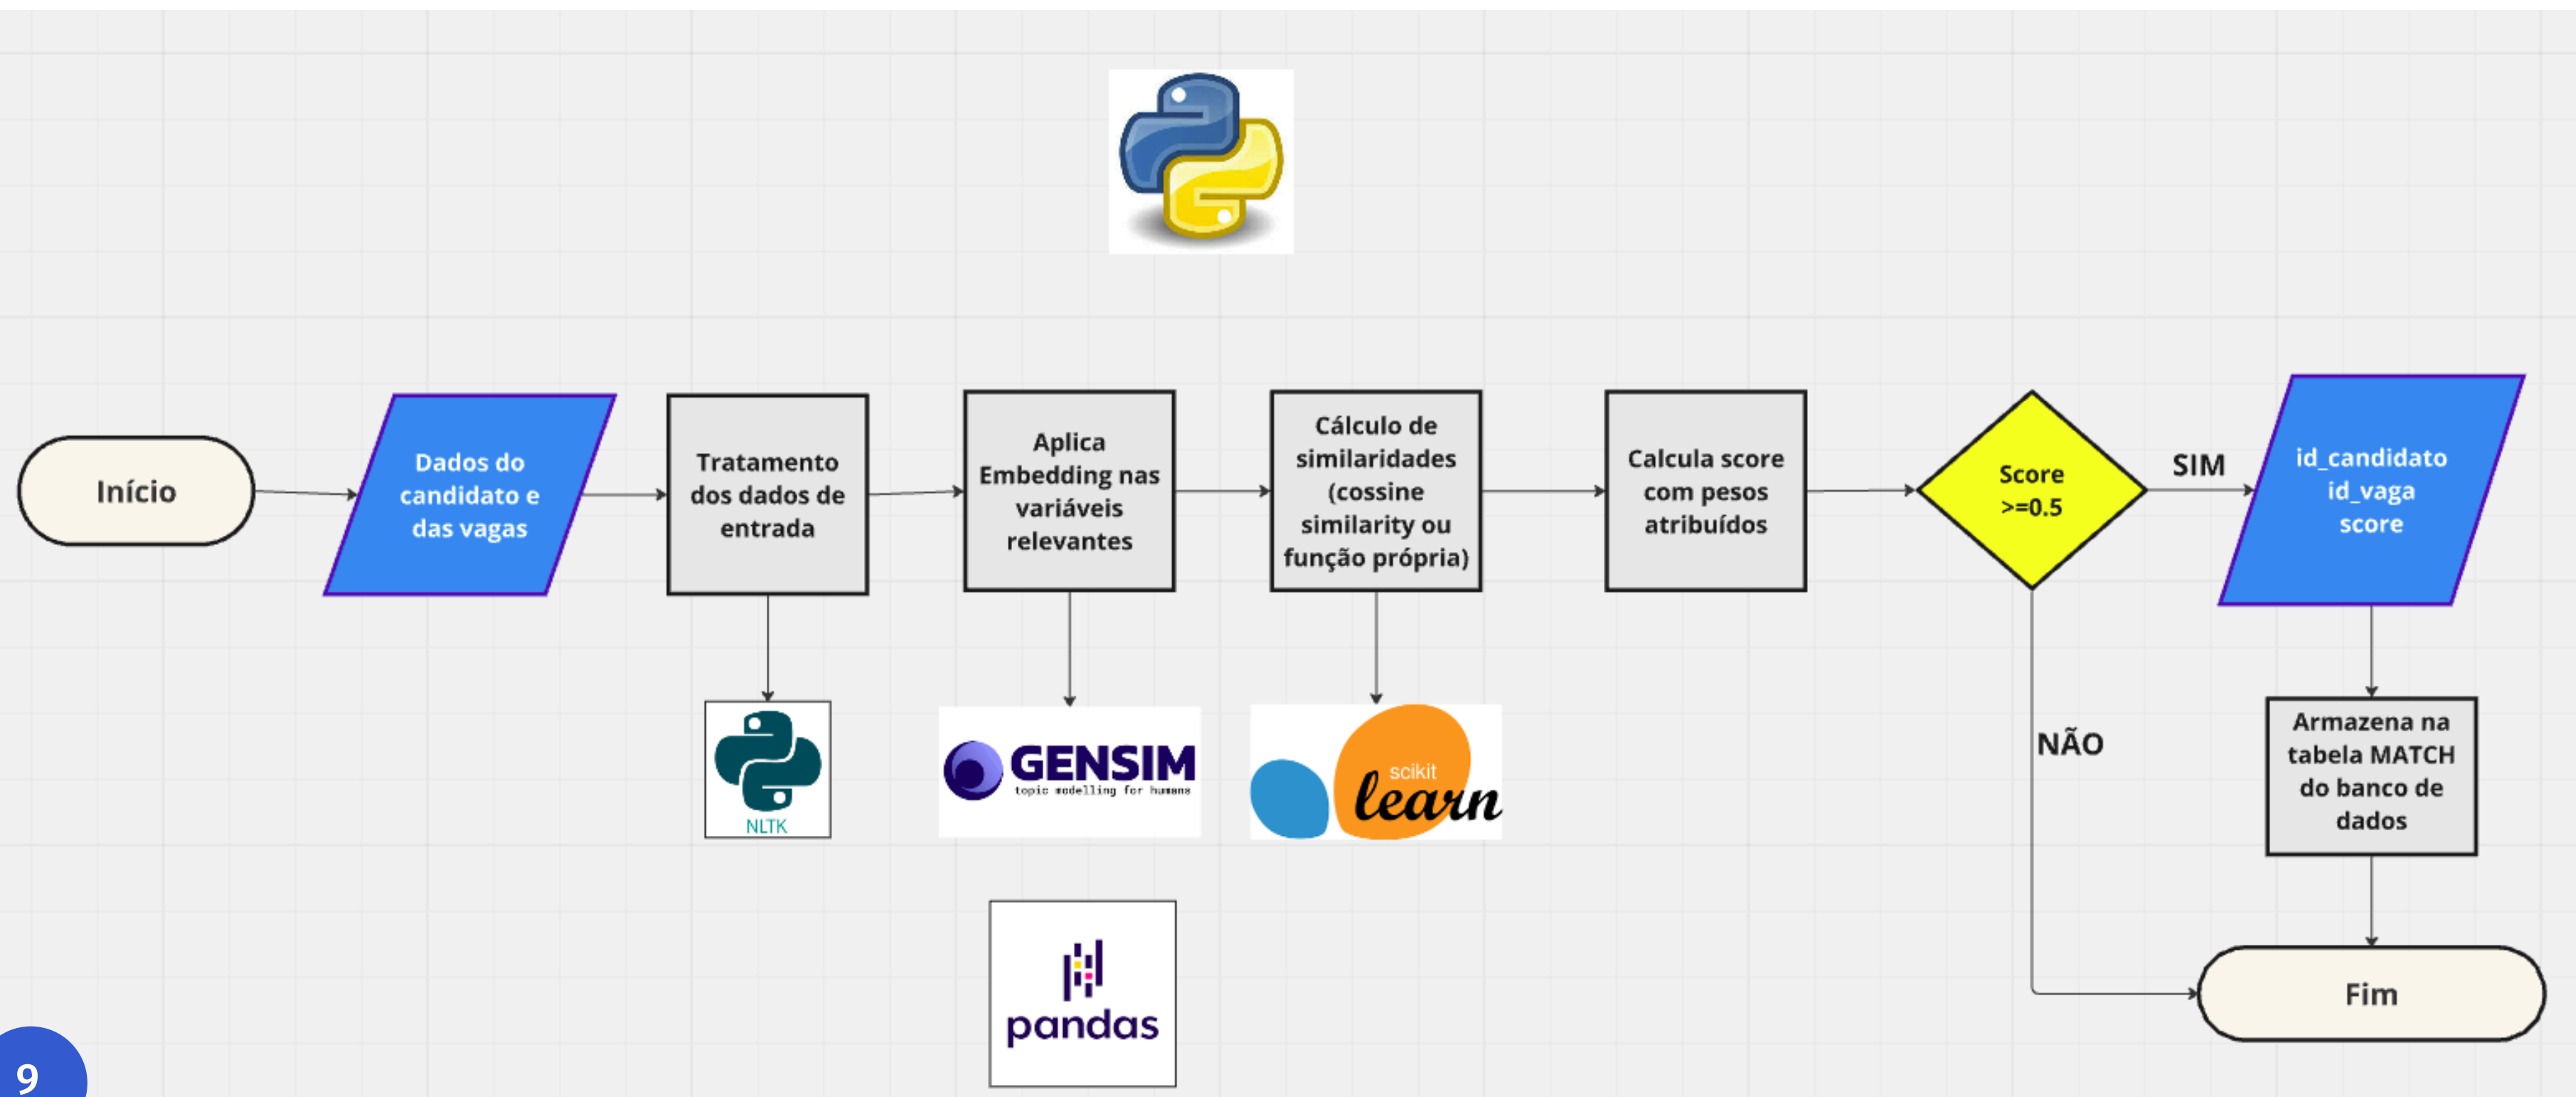 Início
Dados do
candidato e
das vagas
Tratamento
dos dados de
entrada
Aplica
Embedding nas
variáveis
relevantes
Cálculo de
similaridades
(cossine
similarity ou
função própria)
Calcula score
com pesos
atribuídos
Score
>=0.5
SIM
id_candidato
id_vaga
score
NÃO
Armazena na
tabela MATCH
do banco de
dados
Fim
NLTK
GENSIM
topic modelling for humans
scikit
learn
pandas
9